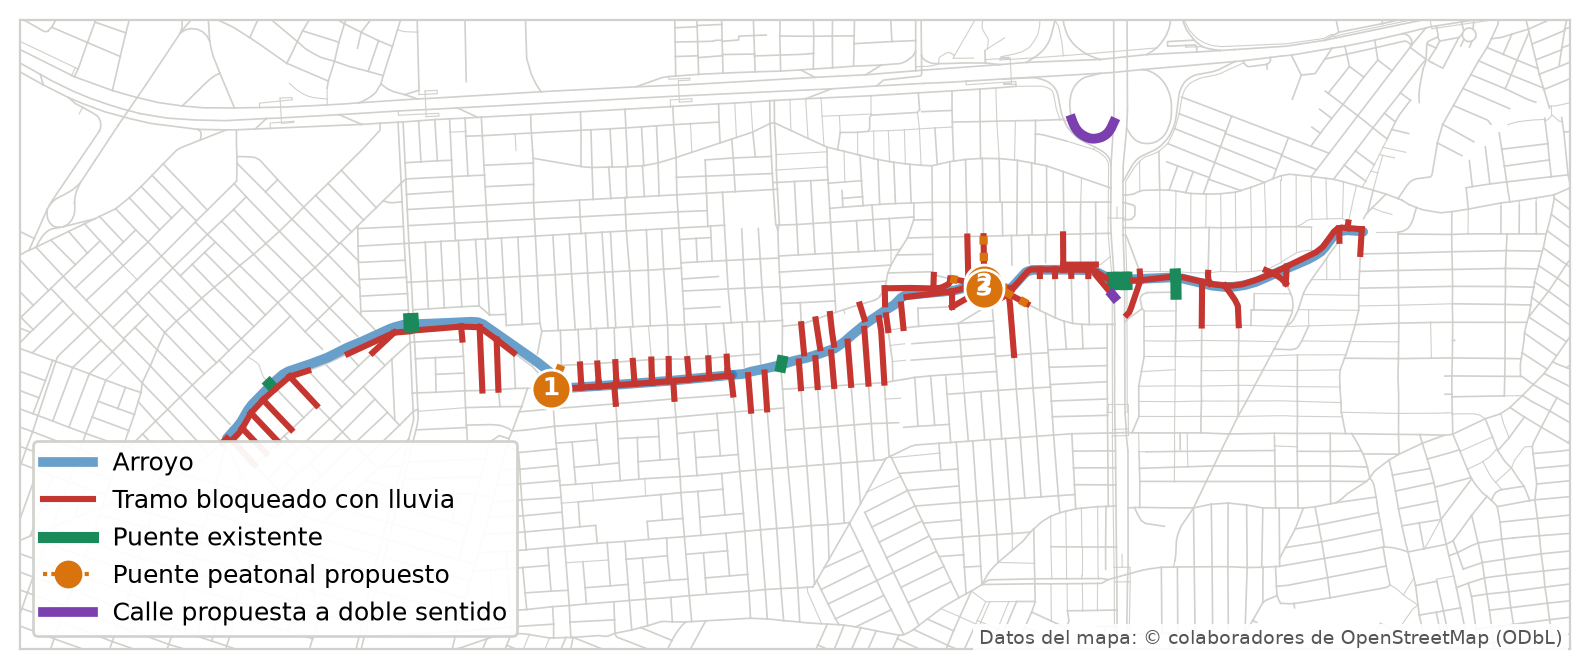 1
3
Arroyo
Tramo bloqueado con lluvia
Puente existente
Puente peatonal propuesto
Calle propuesta a doble sentido
Datos del mapa: © colaboradores de OpenStreetMap (ODbL)